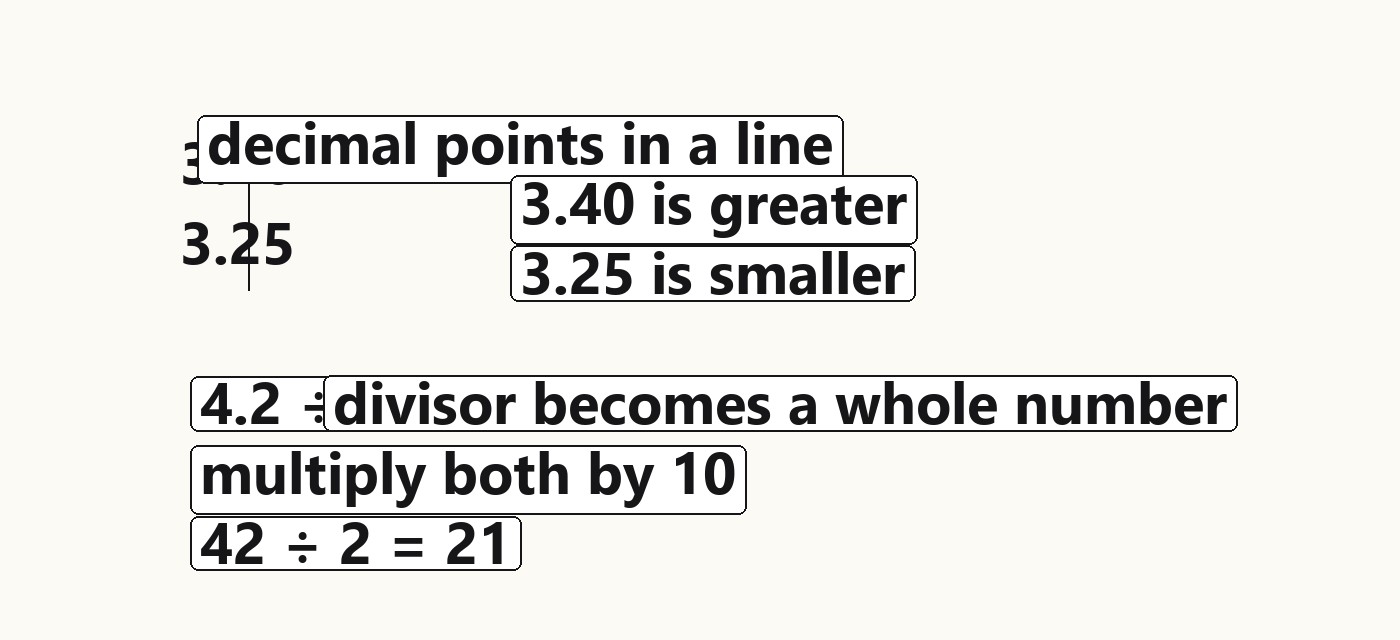 decimal points in a line
3.40 is greater
3.25
3.25 is smaller
4.2 ÷
divisor becomes a whole number
multiply both by 10
42 ÷ 2 = 21